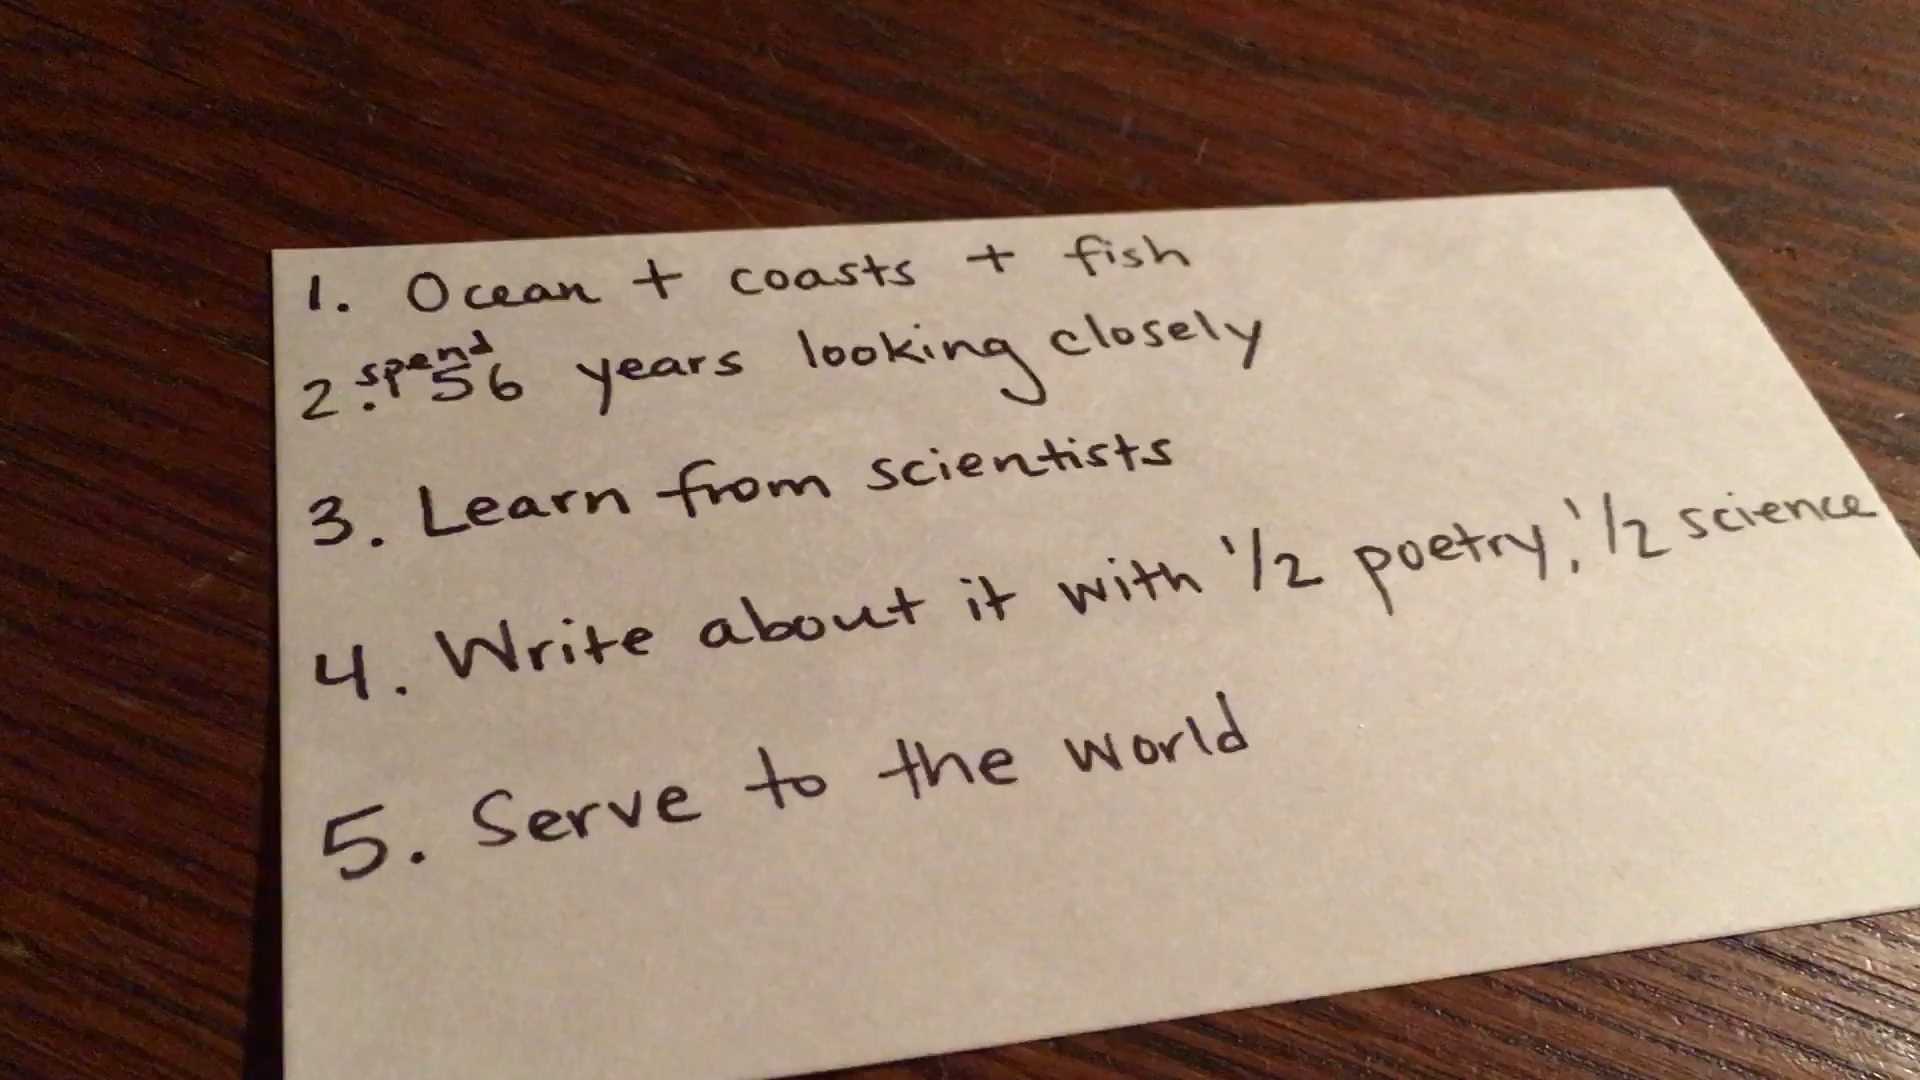 1. Ocean + coasts + fish
2. spend 56 years looking closely
3. Learn from scientists
4. Write about it with 1/2 poetry, 1/2 science
5. Serve to the world